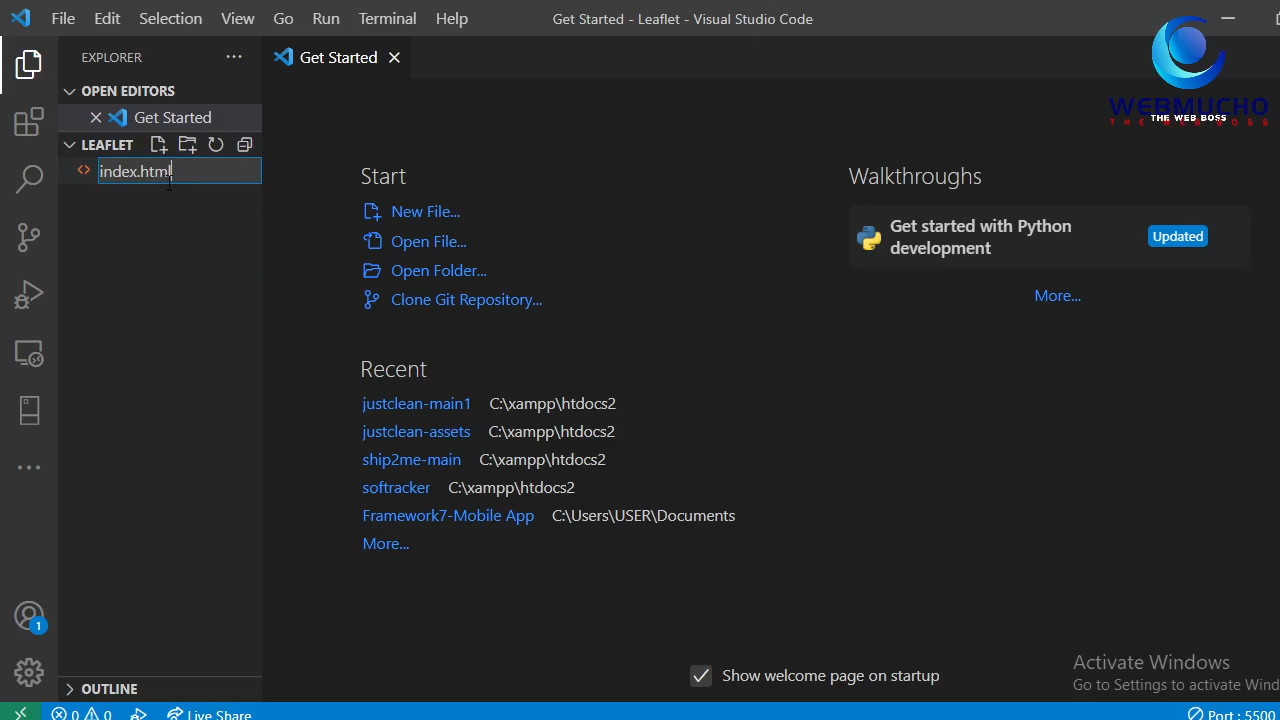 File Edit Selection View Go Run Terminal Help Get Started - Leaflet - Visual Studio Code
EXPLORER
Get Started
OPEN EDITORS
Get Started
LEAFLET
index.html
WEBMUCHO
THE WEB BOSS
Start
New File...
Open File...
Open Folder...
Clone Git Repository...
Walkthroughs
Get started with Python
development
Updated
More...
Recent
justclean-main1 C:\xampp\htdocs2
justclean-assets C:\xampp\htdocs2
ship2me-main C:\xampp\htdocs2
softracker C:\xampp\htdocs2
Framework7-Mobile App C:\Users\USER\Documents
More...
1
Show welcome page on startup
Activate Windows
Go to Settings to activate Wind
OUTLINE
0 0 Live Share Port : 5500